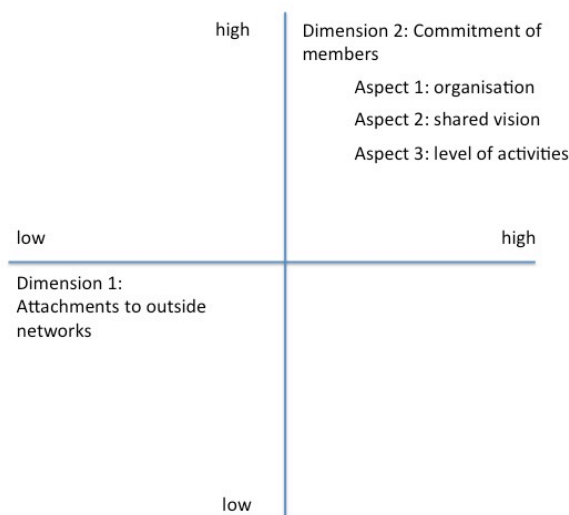 high
Dimension 2: Commitment of
members
Aspect 1: organisation
Aspect 2: shared vision
Aspect 3: level of activities
low
high
Dimension 1:
Attachments to outside
networks
low